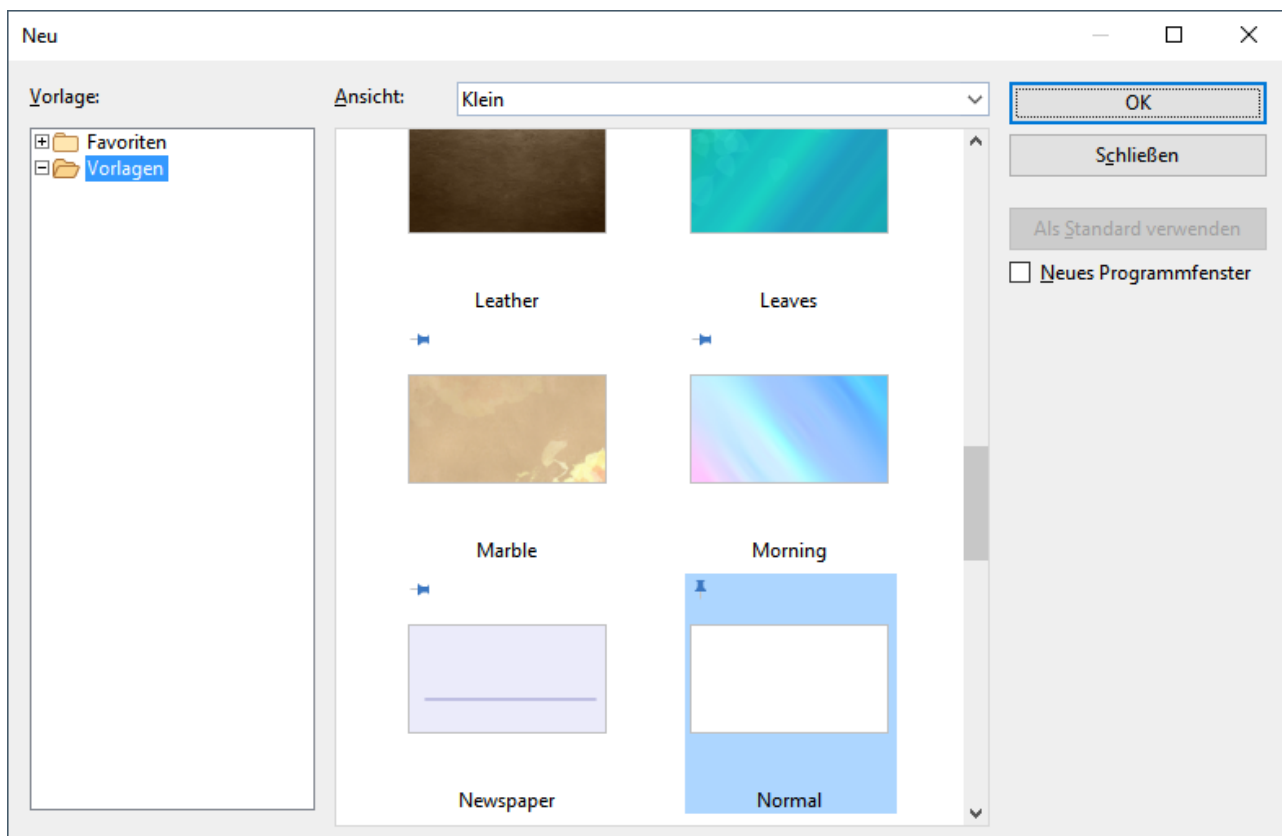 Neu
Vorlage:
Ansicht:
Klein
OK
Favoriten
Vorlagen
Schließen
Als Standard verwenden
Neues Programmfenster
Leather
Leaves
Marble
Morning
Newspaper
Normal